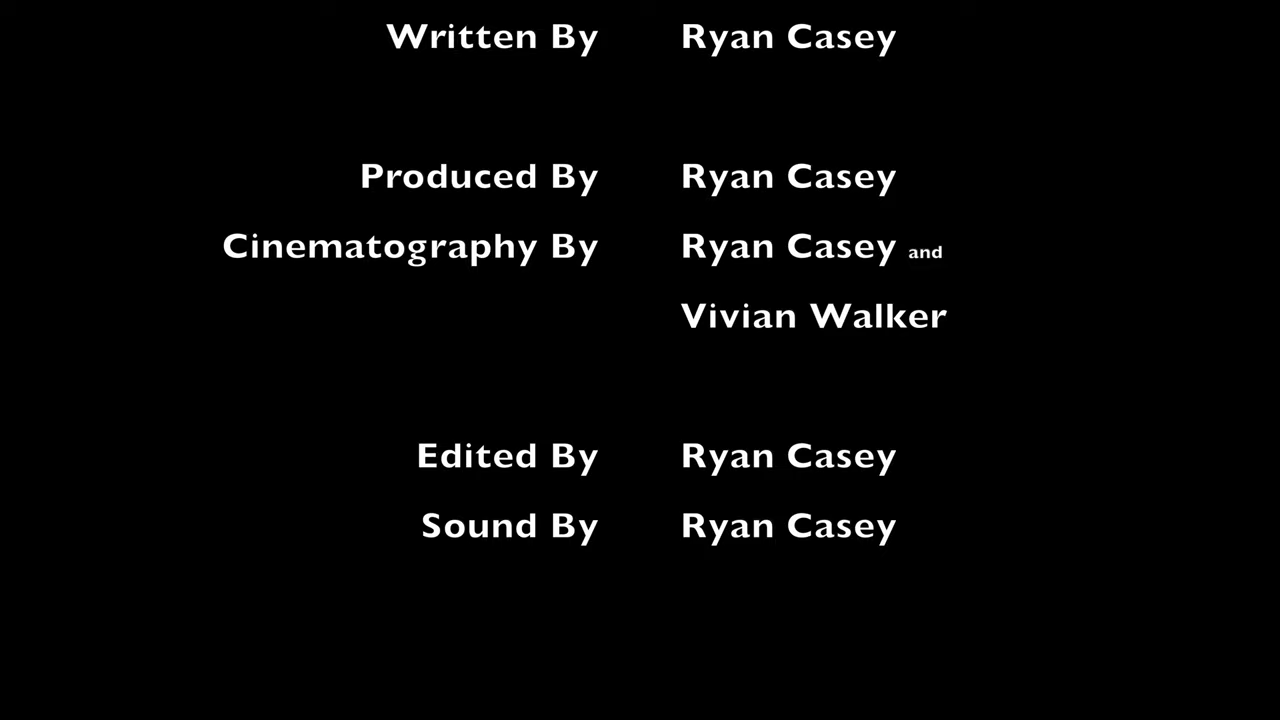 Written By Ryan Casey
Produced By Ryan Casey
Cinematography By Ryan Casey and
Vivian Walker
Edited By Ryan Casey
Sound By Ryan Casey